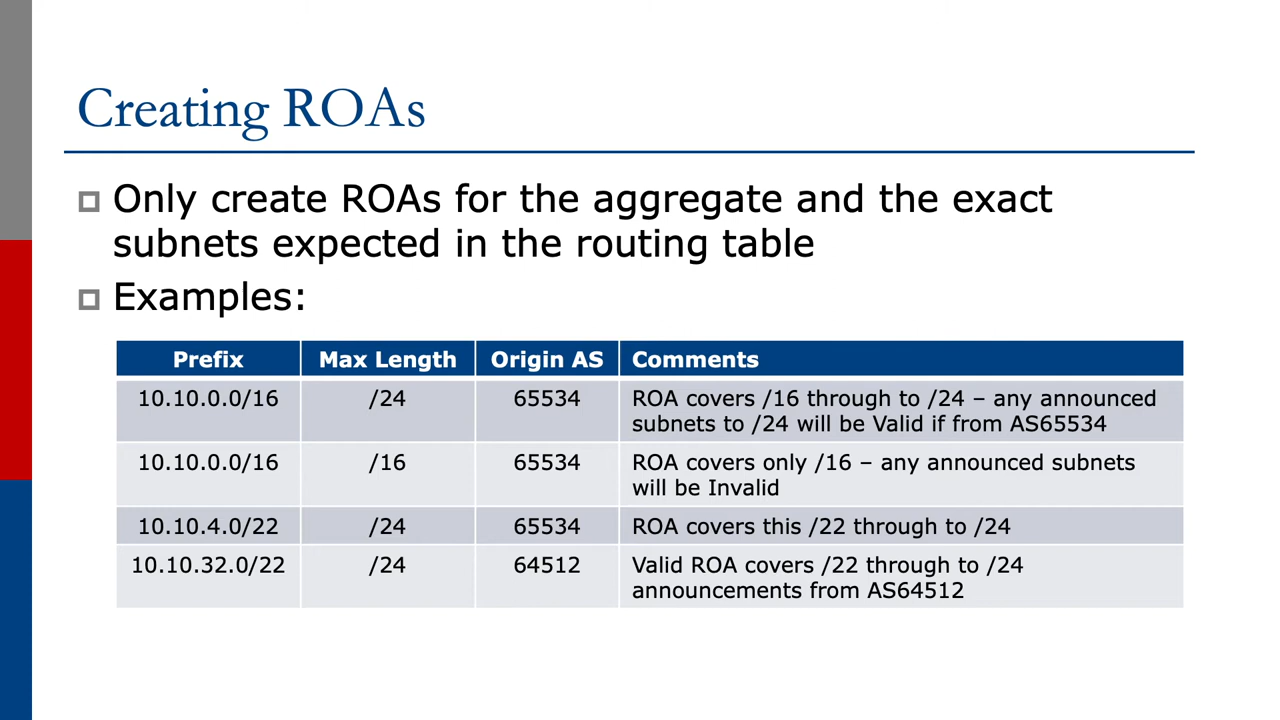 Creating ROAs
Only create ROAs for the aggregate and the exact
subnets expected in the routing table
Examples:
Prefix Max Length Origin AS Comments
10.10.0.0/16 /24 65534 ROA covers /16 through to /24 – any announced
subnets to /24 will be Valid if from AS65534
10.10.0.0/16 /16 65534 ROA covers only /16 – any announced subnets
will be Invalid
10.10.4.0/22 /24 65534 ROA covers this /22 through to /24
10.10.32.0/22 /24 64512 Valid ROA covers /22 through to /24
announcements from AS64512